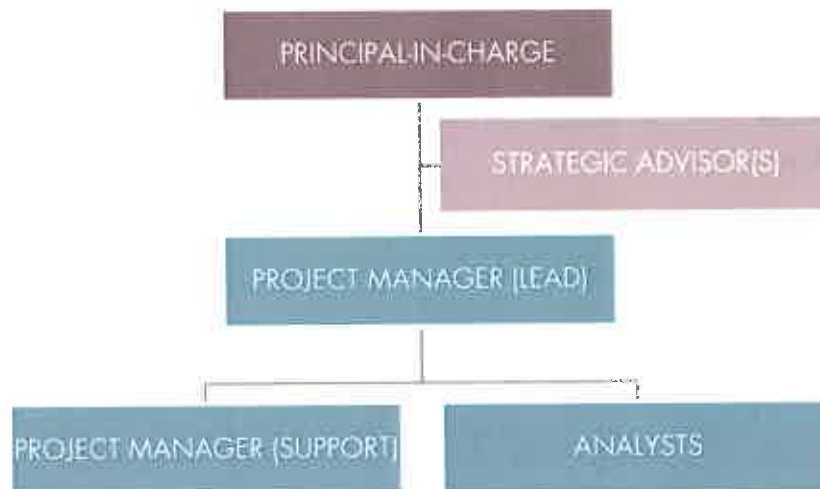 PRINCIPAL-IN-CHARGE
STRATEGIC ADVISOR(S)
PROJECT MANAGER (LEAD)
PROJECT MANAGER (SUPPORT)
ANALYSTS